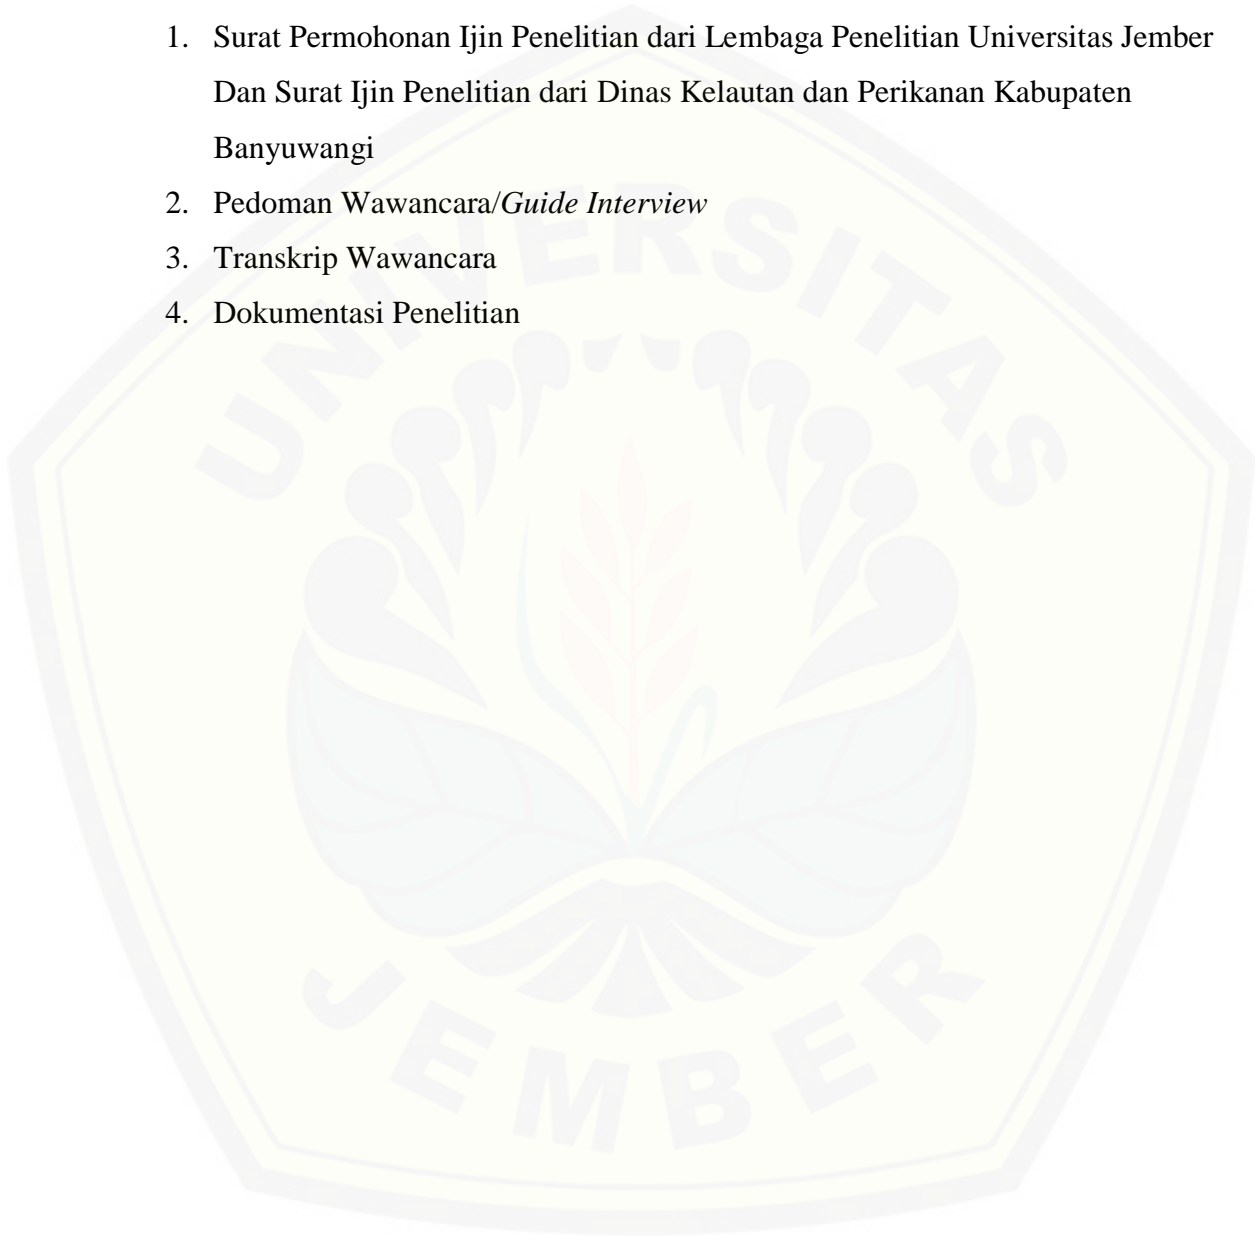 1. Surat Permohonan Ijin Penelitian dari Lembaga Penelitian Universitas Jember
Dan Surat Ijin Penelitian dari Dinas Kelautan dan Perikanan Kabupaten
Banyuwangi
2. Pedoman Wawancara/Guide Interview
3. Transkrip Wawancara
4. Dokumentasi Penelitian
UNIVERSITAS
JEMBER